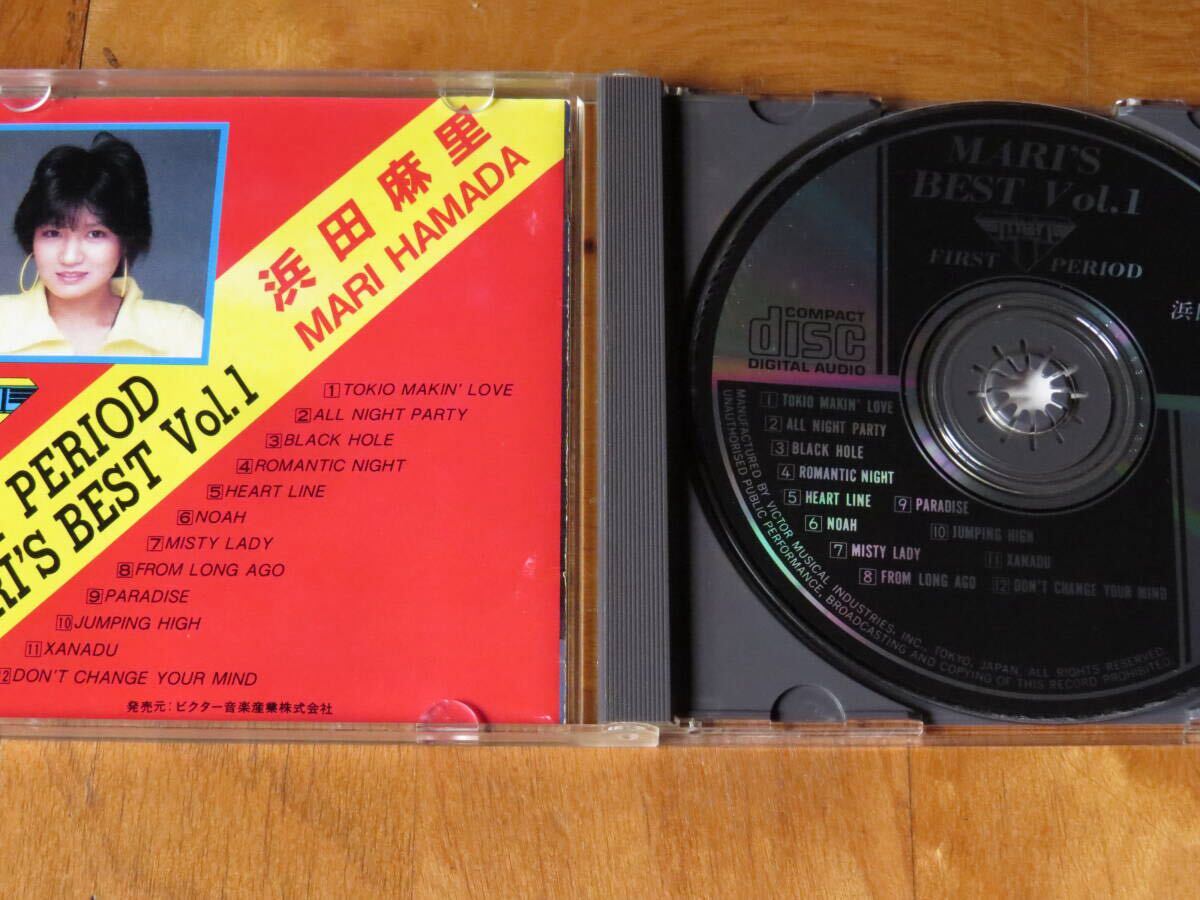 浜田麻里
MARI HAMADA
PERIOD
BEST Vol.1
1 TOKIO MAKIN' LOVE
2 ALL NIGHT PARTY
3 BLACK HOLE
4 ROMANTIC NIGHT
5 HEART LINE
6 NOAH
7 MISTY LADY
8 FROM LONG AGO
9 PARADISE
10 JUMPING HIGH
11 XANADU
12 DON'T CHANGE YOUR MIND
発売元:ビクター音楽産業株式会社
MARI'S
BEST Vol.1
FIRST PERIOD
浜
COMPACT
disc
DIGITAL AUDIO
1 TOKIO MAKIN' LOVE
2 ALL NIGHT PARTY
3 BLACK HOLE
4 ROMANTIC NIGHT
5 HEART LINE
6 NOAH
7 MISTY LADY
8 FROM LONG AGO
9 PARADISE
10 JUMPING HIGH
11 XANADU
12 DON'T CHANGE YOUR MIND
MANUFACTURED BY VICTOR MUSICAL INDUSTRIES, INC., TOKYO, JAPAN, ALL RIGHTS RESERVED.
UNAUTHORISED PUBLIC PERFORMANCE, BROADCASTING AND COPYING OF THIS RECORD PROHIBITED